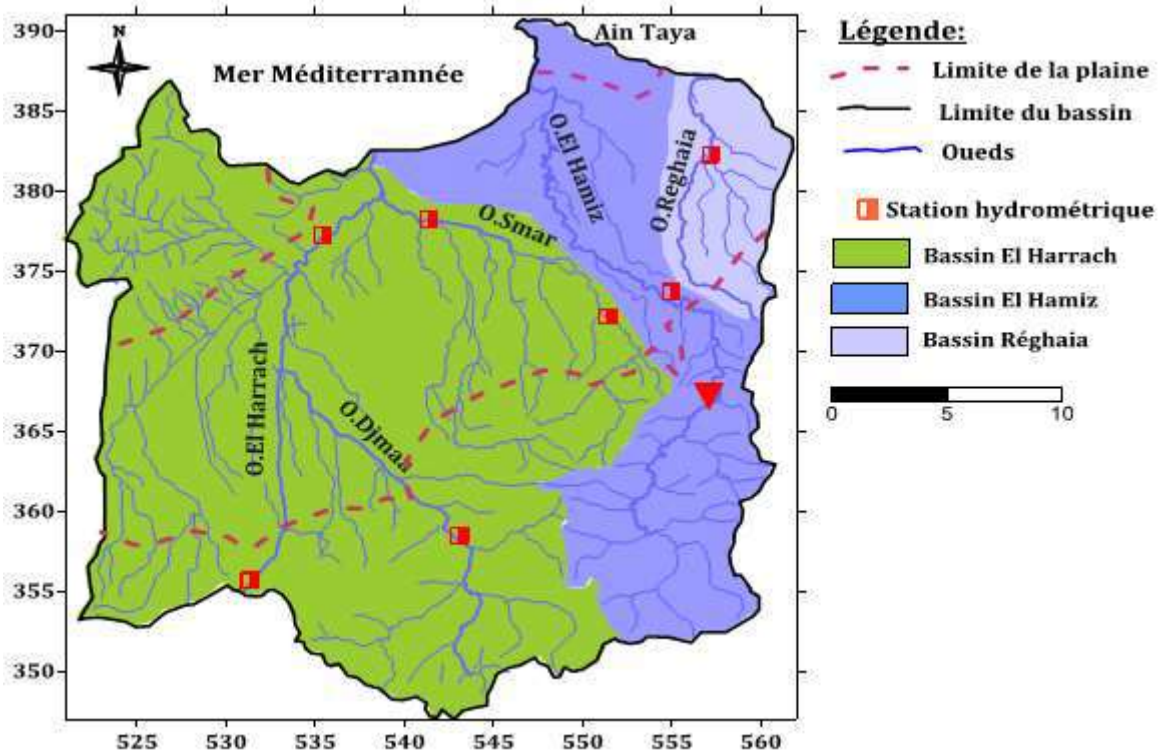 N
Mer Méditerrannée
Ain Taya
O.El Hamiz
O.Reghaia
O.Smar
O.El Harrach
O.Djmaa
390
385
380
375
370
365
360
355
350
525 530 535 540 545 550 555 560
Légende:
Limite de la plaine
Limite du bassin
Oueds
Station hydrométrique
Bassin El Harrach
Bassin El Hamiz
Bassin Réghaia
0 5 10